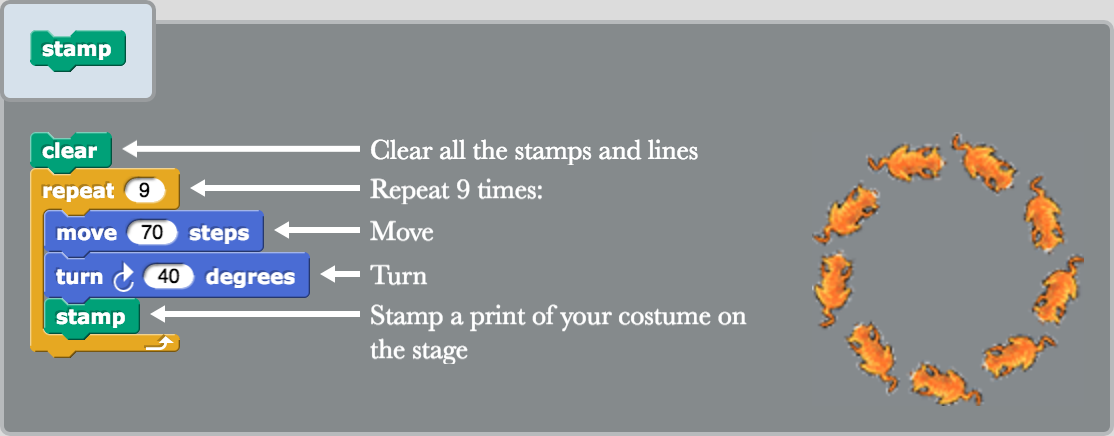 stamp
clear
Clear all the stamps and lines
repeat 9
Repeat 9 times:
move 70 steps
Move
turn 40 degrees
Turn
stamp
Stamp a print of your costume on
the stage